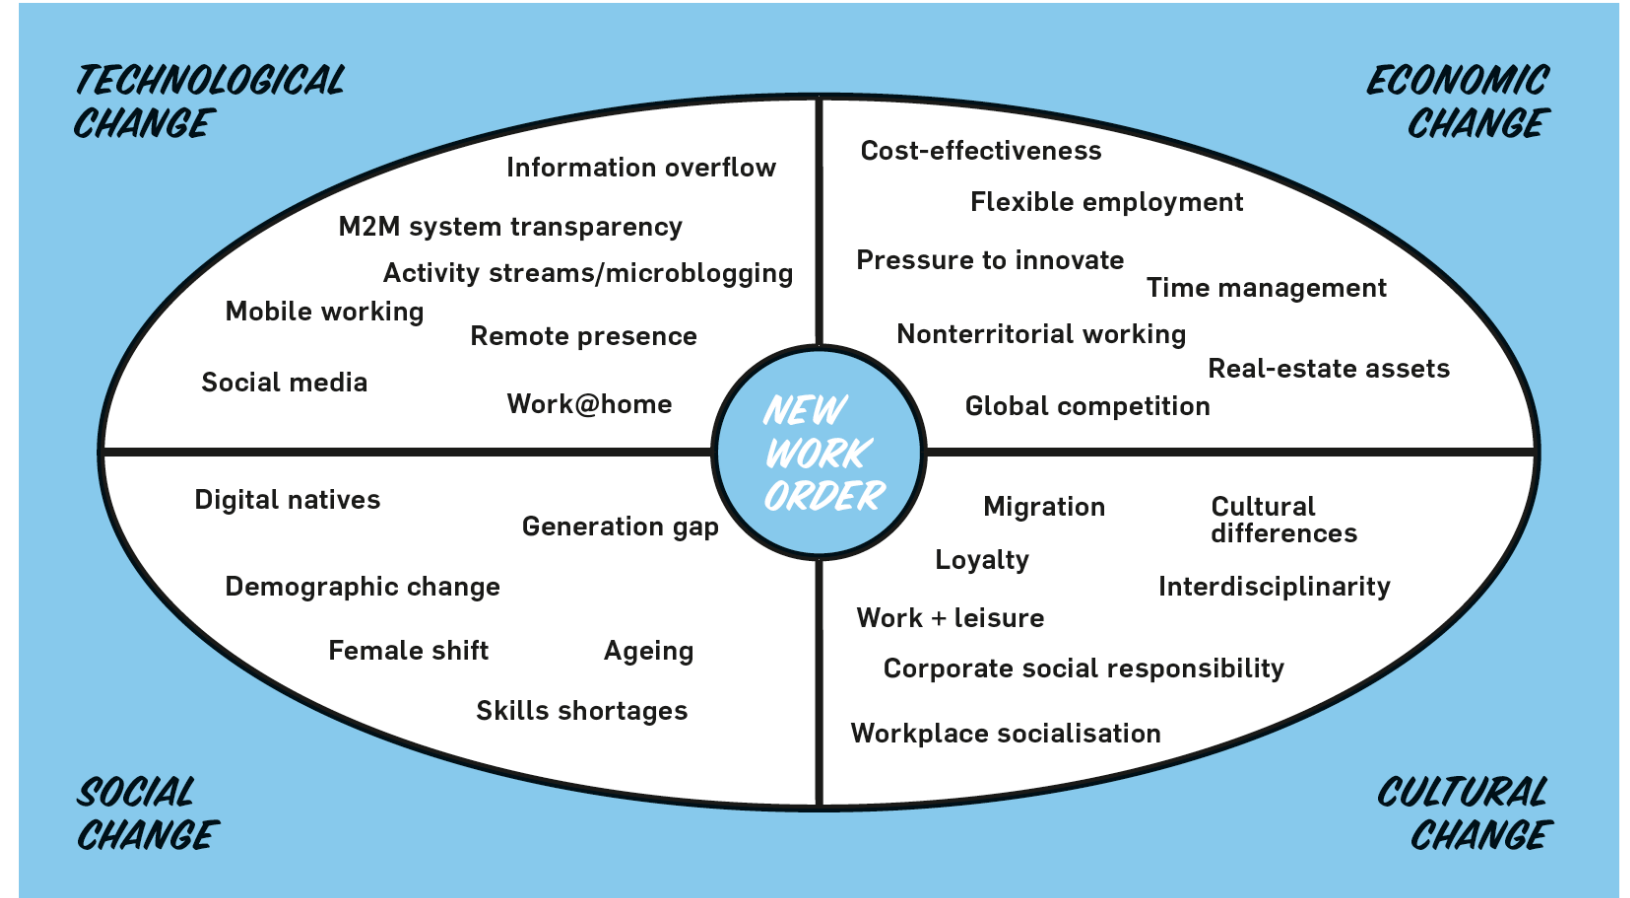 TECHNOLOGICAL
CHANGE
Information overflow
M2M system transparency
Activity streams/microblogging
Mobile working
Remote presence
Social media
Work@home
ECONOMIC
CHANGE
Cost-effectiveness
Flexible employment
Pressure to innovate
Time management
Nonterritorial working
Real-estate assets
Global competition
NEW
WORK
ORDER
Digital natives
Generation gap
Demographic change
Female shift
Ageing
Skills shortages
SOCIAL
CHANGE
Migration
Cultural
differences
Loyalty
Interdisciplinarity
Work + leisure
Corporate social responsibility
Workplace socialisation
CULTURAL
CHANGE